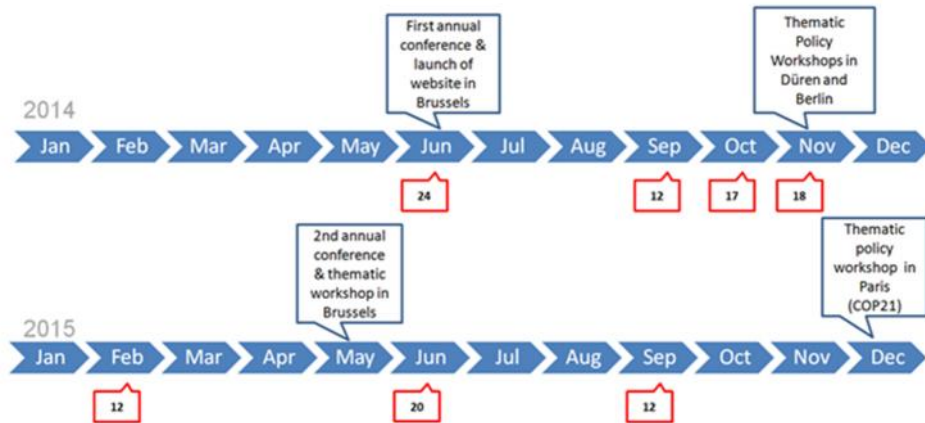 First annual
conference &
launch of
website in
Brussels
Thematic
Policy
Workshops in
Düren and
Berlin
2014
Jan Feb Mar Apr May Jun Jul Aug Sep Oct Nov Dec
24 12 17 18
2nd annual
conference
& thematic
workshop in
Brussels
Thematic
policy
workshop in
Paris
(COP21)
2015
Jan Feb Mar Apr May Jun Jul Aug Sep Oct Nov Dec
12 20 12